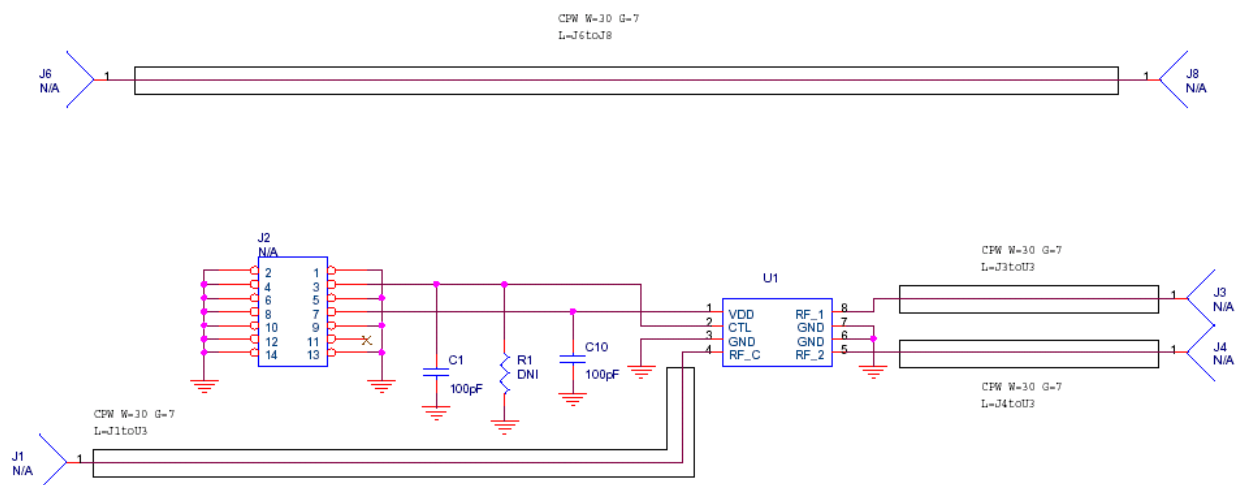 CPW W=30 G=7
L=J6toJ8
J6
N/A
1
1
J8
N/A
J2
N/A
2 1
4 3
6 5
8 7
10 9
12 11
14 13
C1
100pF
R1
DNI
C10
100pF
U1
1 VDD RF_1 8
2 CTL GND 7
3 GND GND 6
4 RF_C RF_2 5
CPW W=30 G=7
L=J3toU3
1
J3
N/A
1
J4
N/A
CPW W=30 G=7
L=J4toU3
CPW W=30 G=7
L=J1toU3
J1
N/A
1